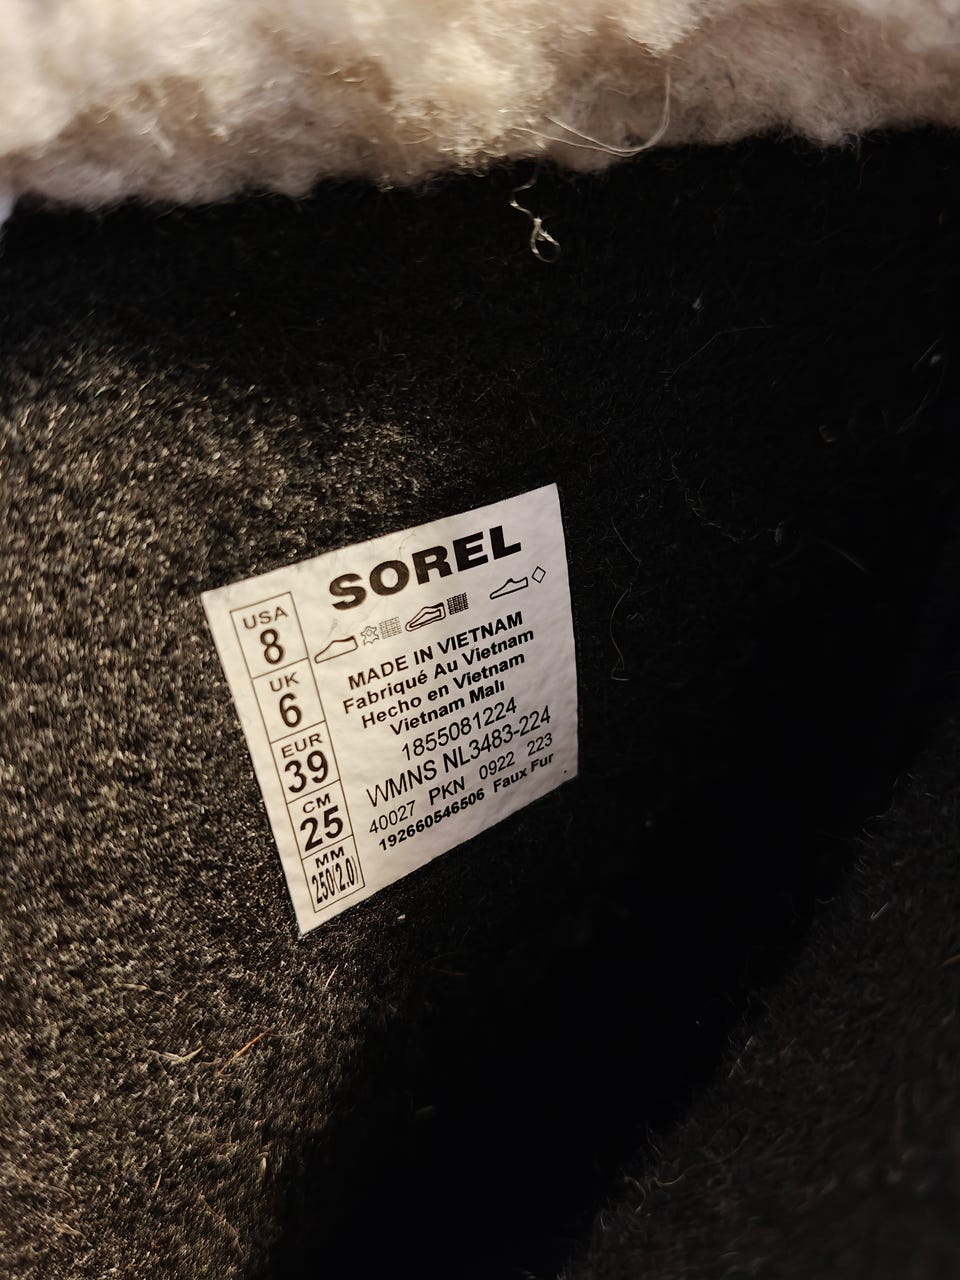 SOREL
USA
8
UK
6
EUR
39
CM
25
MM
250(2.0)
MADE IN VIETNAM
Fabriqué Au Vietnam
Hecho en Vietnam
Vietnam Malı
1855081224
WMNS NL3483-224
40027 PKN 0922 223
192660546506 Faux Fur